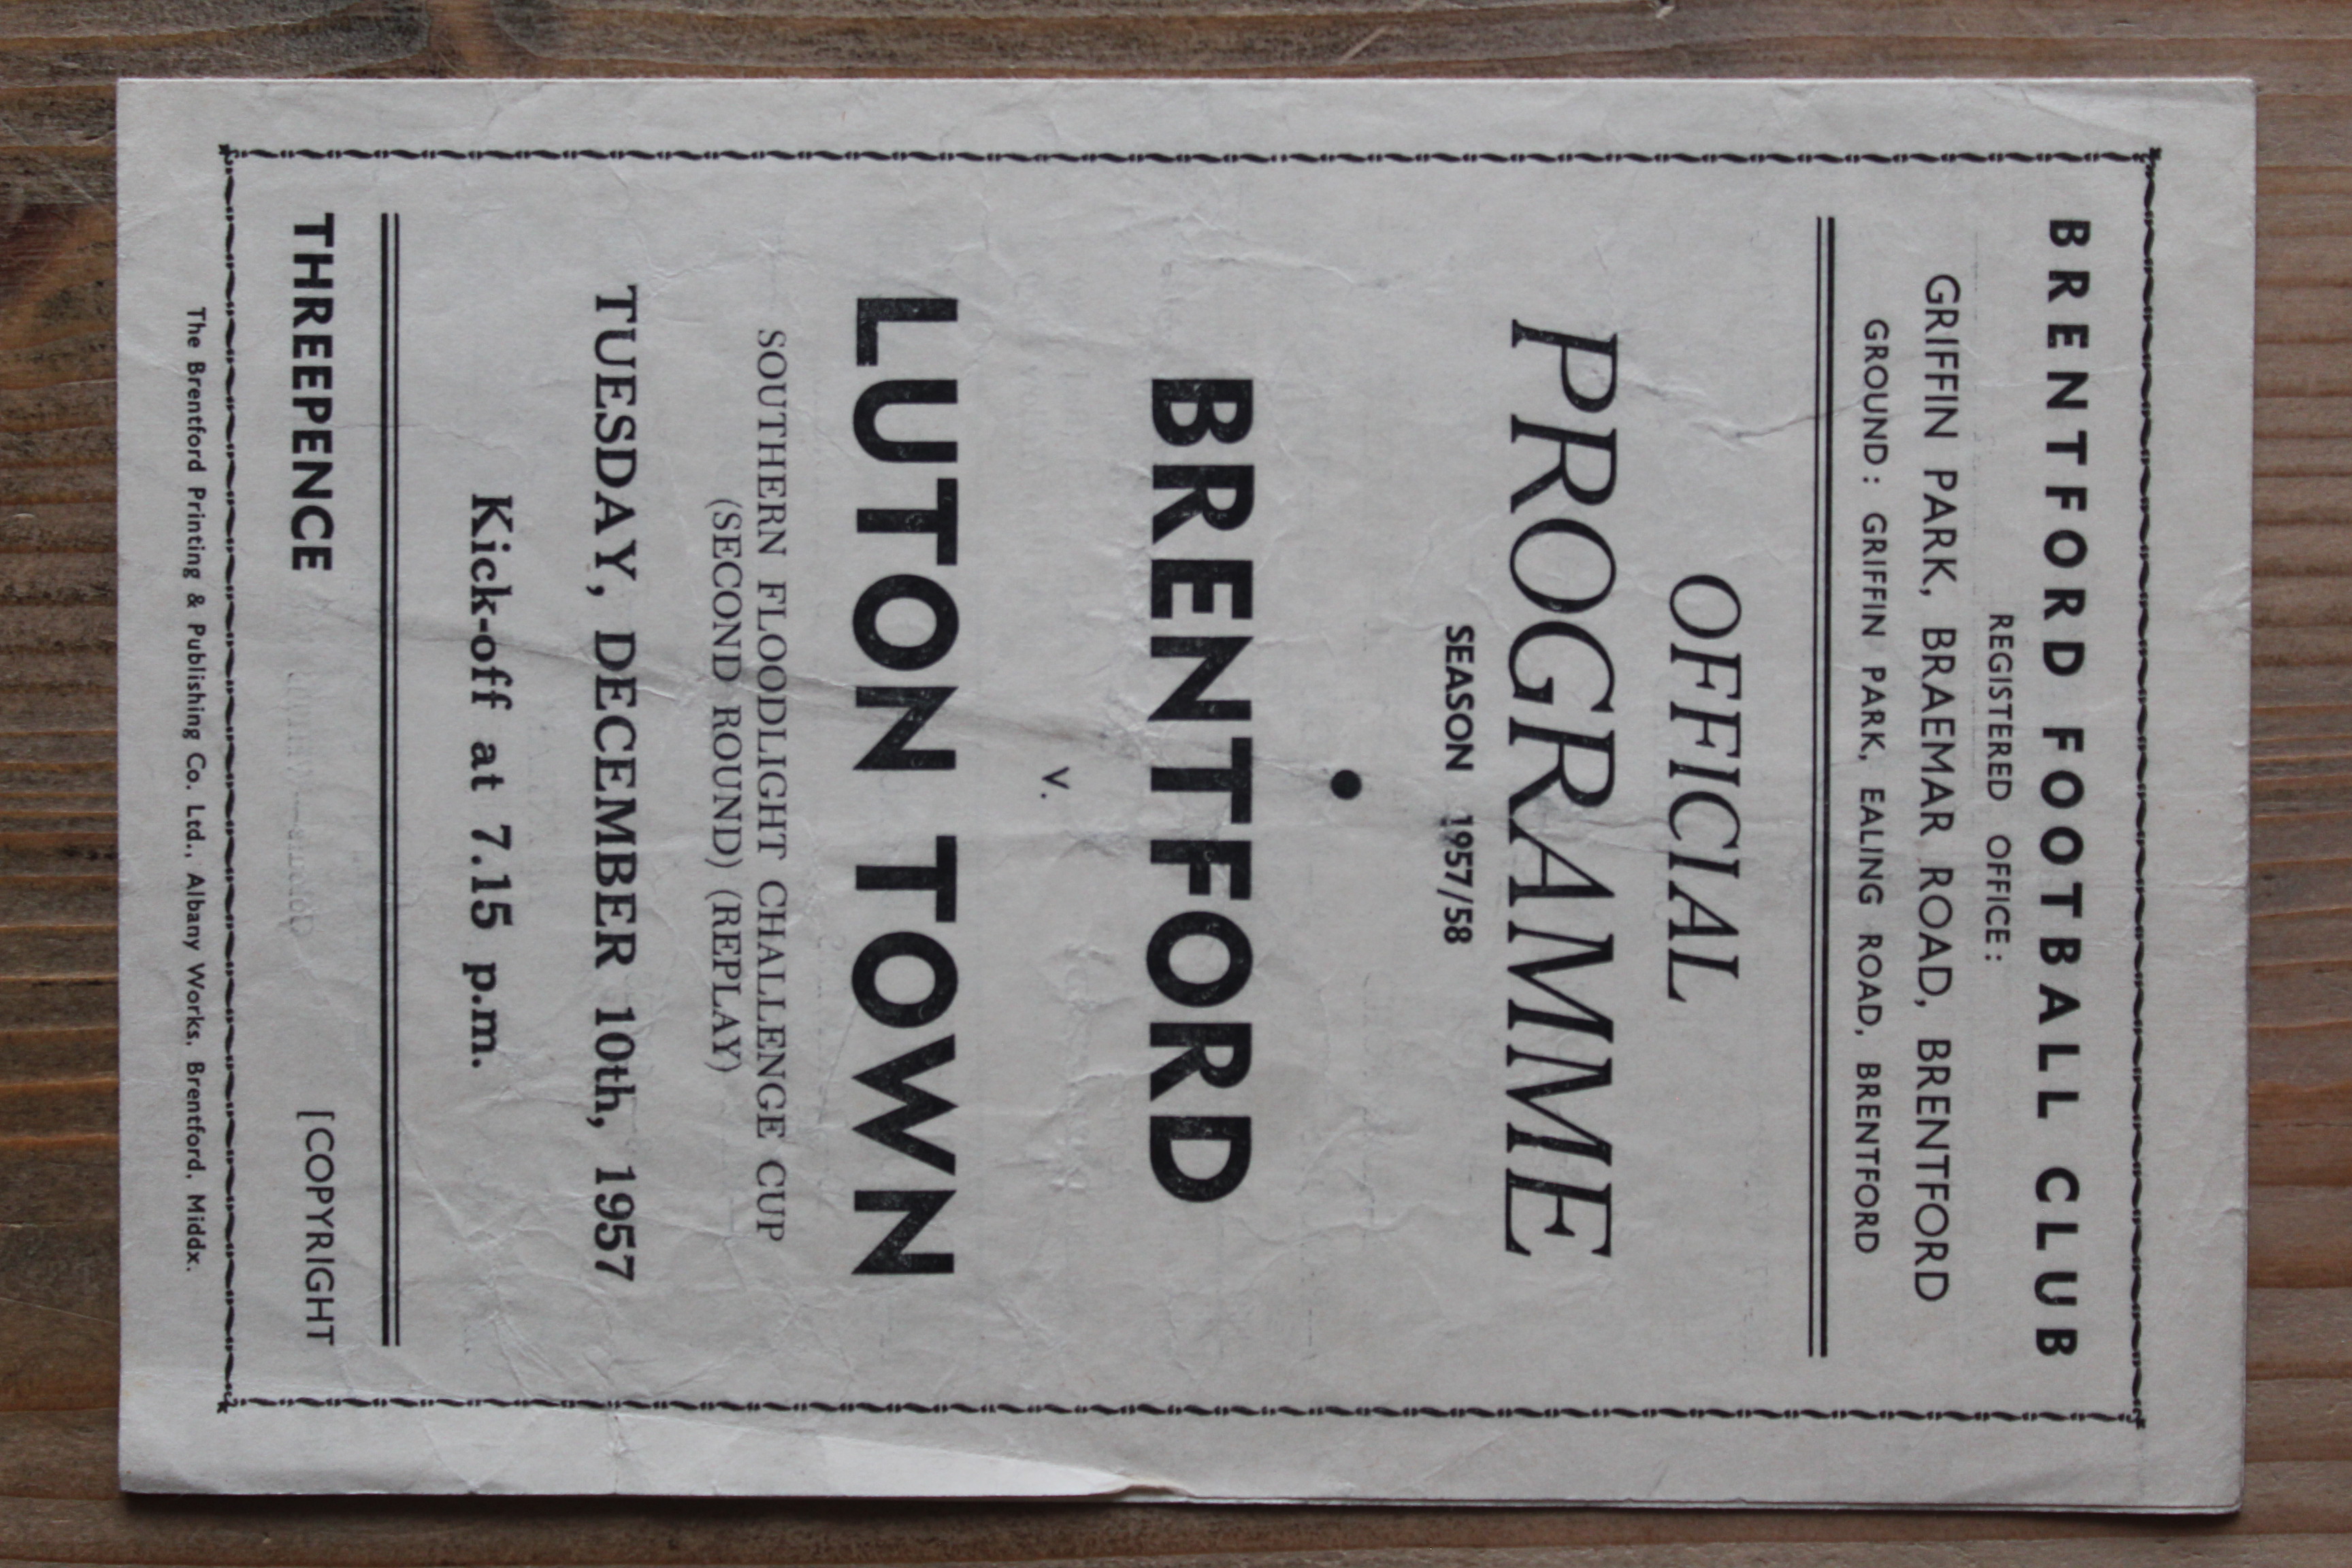 BRENTFORD FOOTBALL CLUB
REGISTERED OFFICE :
GRIFFIN PARK, BRAEMAR ROAD, BRENTFORD
GROUND : GRIFFIN PARK, EALING ROAD, BRENTFORD
OFFICIAL
PROGRAMME
SEASON 1957/58
●
BRENTFORD
v.
LUTON TOWN
SOUTHERN FLOODLIGHT CHALLENGE CUP
(SECOND ROUND) (REPLAY)
TUESDAY, DECEMBER 10th, 1957
Kick-off at 7.15 p.m.
THREEPENCE [COPYRIGHT
The Brentford Printing & Publishing Co. Ltd., Albany Works, Brentford, Middx.